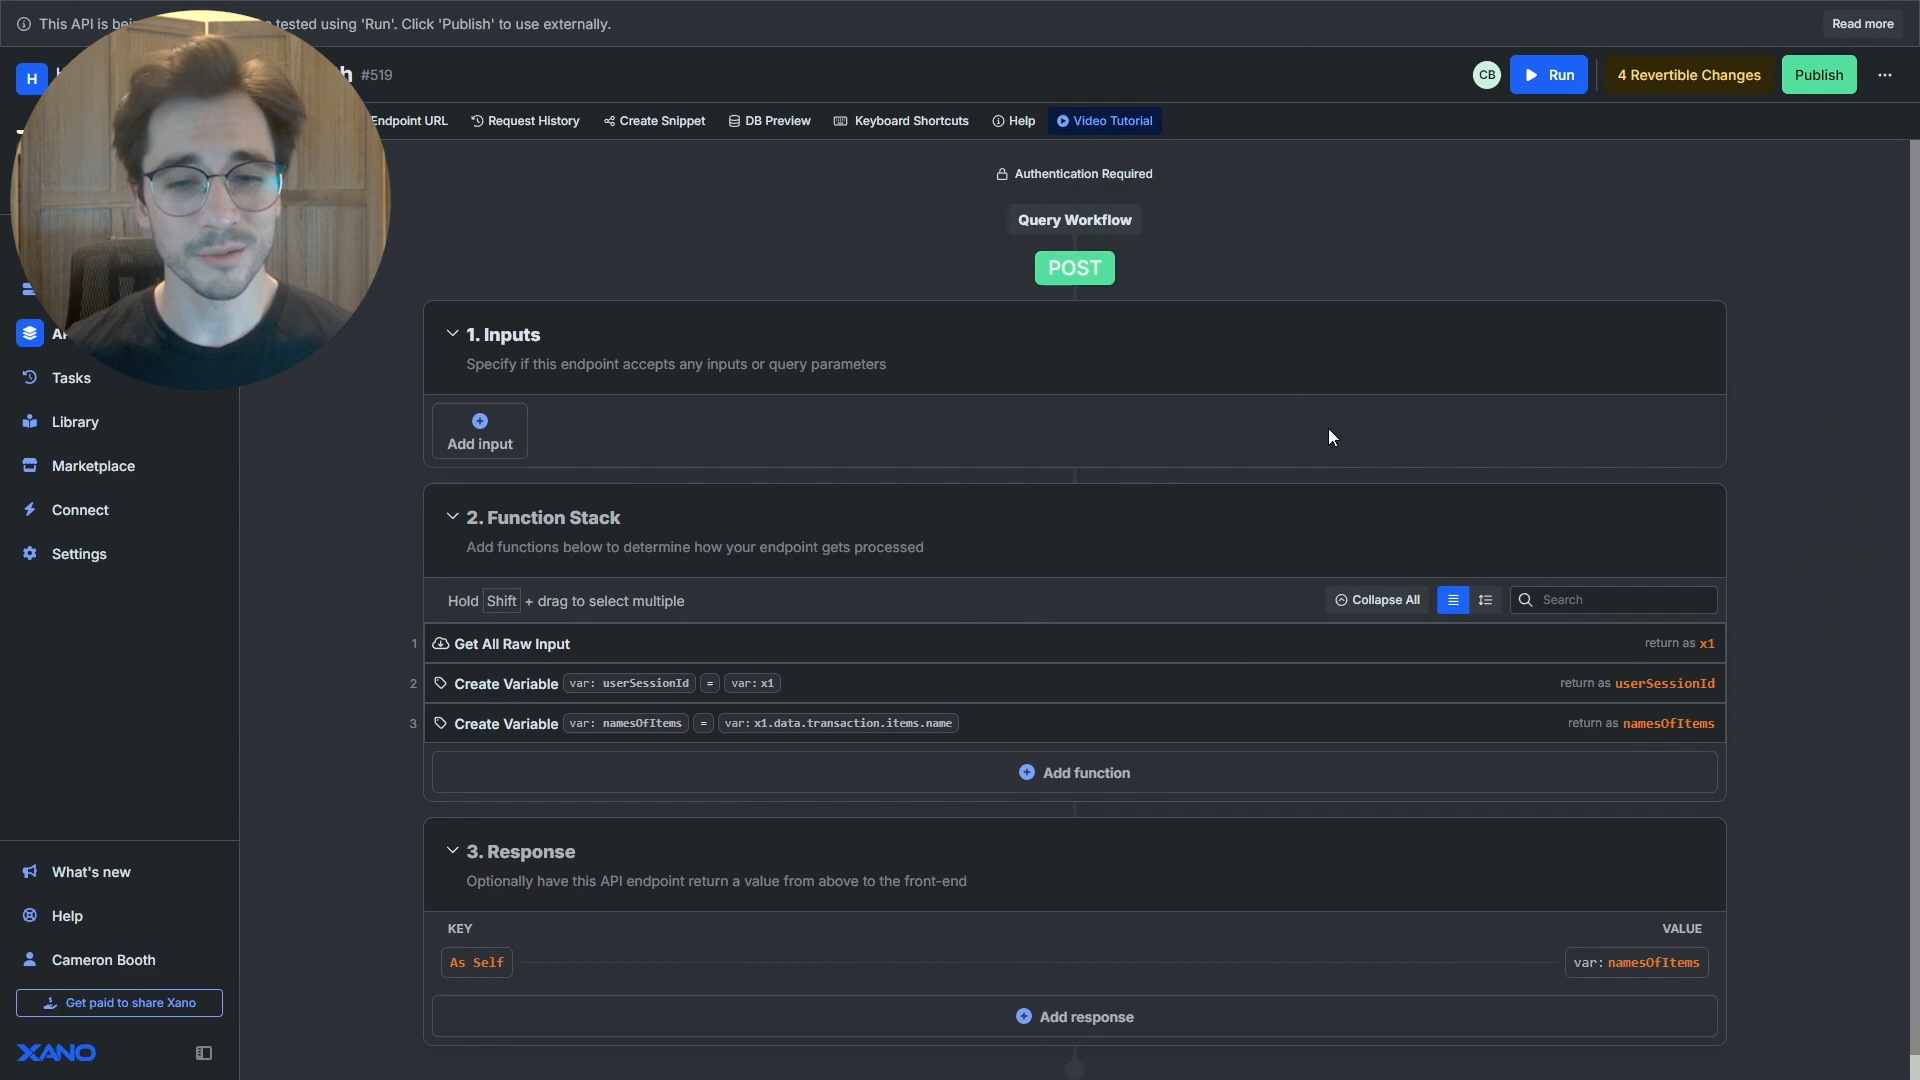 This API is bei
tested using 'Run'. Click 'Publish' to use externally.
Read more
H
h #519
CB
Run
4 Revertible Changes
Publish
Endpoint URL
Request History
Create Snippet
DB Preview
Keyboard Shortcuts
Help
Video Tutorial
Authentication Required
Query Workflow
POST
1. Inputs
Specify if this endpoint accepts any inputs or query parameters
Add input
2. Function Stack
Add functions below to determine how your endpoint gets processed
Hold Shift + drag to select multiple
Collapse All
Search
1 Get All Raw Input return as x1
2 Create Variable var: userSessionId = var: x1 return as userSessionId
3 Create Variable var: namesOfItems = var: x1.data.transaction.items.name return as namesOfItems
Add function
3. Response
Optionally have this API endpoint return a value from above to the front-end
KEY VALUE
As Self var: namesOfItems
Add response
Tasks
Library
Marketplace
Connect
Settings
What's new
Help
Cameron Booth
Get paid to share Xano
XANO